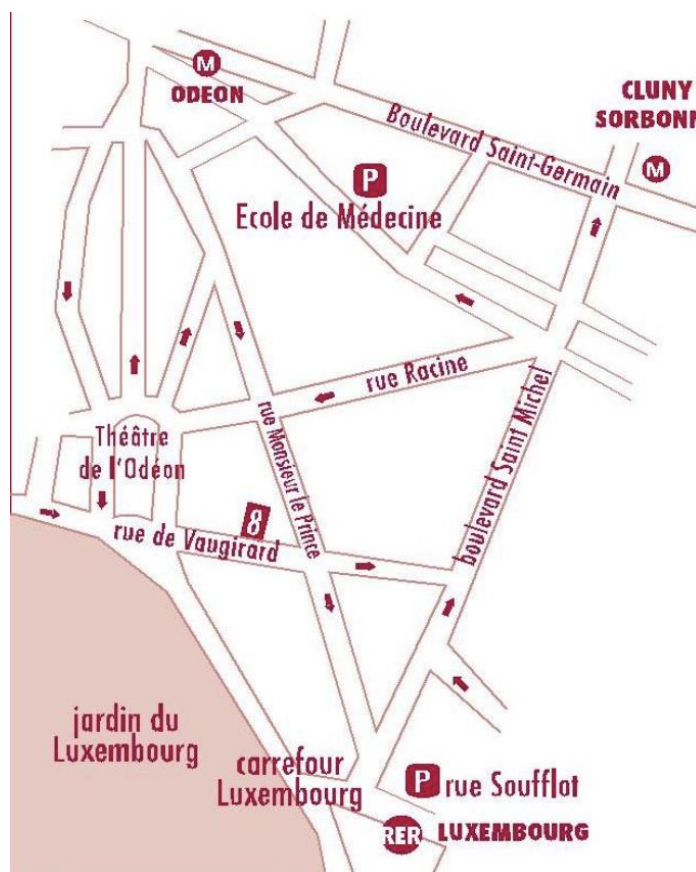 M
ODEON
CLUNY
SORBONN
M
Boulevard Saint-Germain
P
Ecole de Médecine
rue Racine
rue Monsieur le Prince
boulevard Saint Michel
Théâtre
de l'Odéon
8
rue de Vaugirard
jardin du
Luxembourg
carrefour
Luxembourg
P rue Soufflot
RER LUXEMBOURG